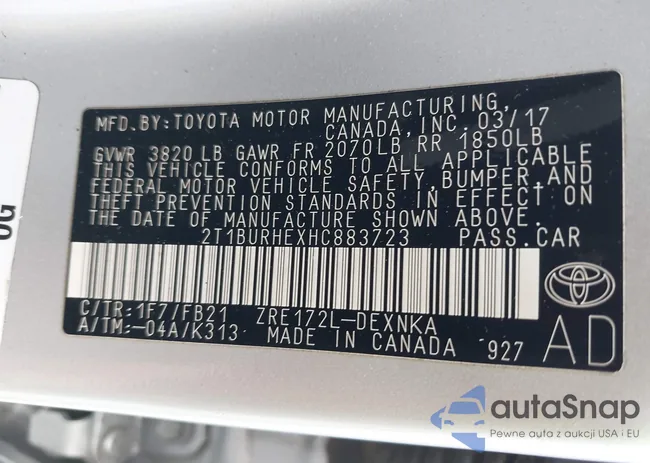 MFD. BY: TOYOTA MOTOR MANUFACTURING,
CANADA, INC. 03/17
GVWR 3820 LB GAWR FR 2070LB RR 1850LB
THIS VEHICLE CONFORMS TO ALL APPLICABLE
FEDERAL MOTOR VEHICLE SAFETY, BUMPER, AND
THEFT PREVENTION STANDARDS IN EFFECT ON
THE DATE OF MANUFACTURE SHOWN ABOVE.
2T1BURHEXHC883723 PASS.CAR
C/TR: 1F7/FB21 ZRE172L-DEXNKA
A/TM: -04A/K313 MADE IN CANADA 927
AD
autaSnap
Pewne auta z aukcji USA i EU